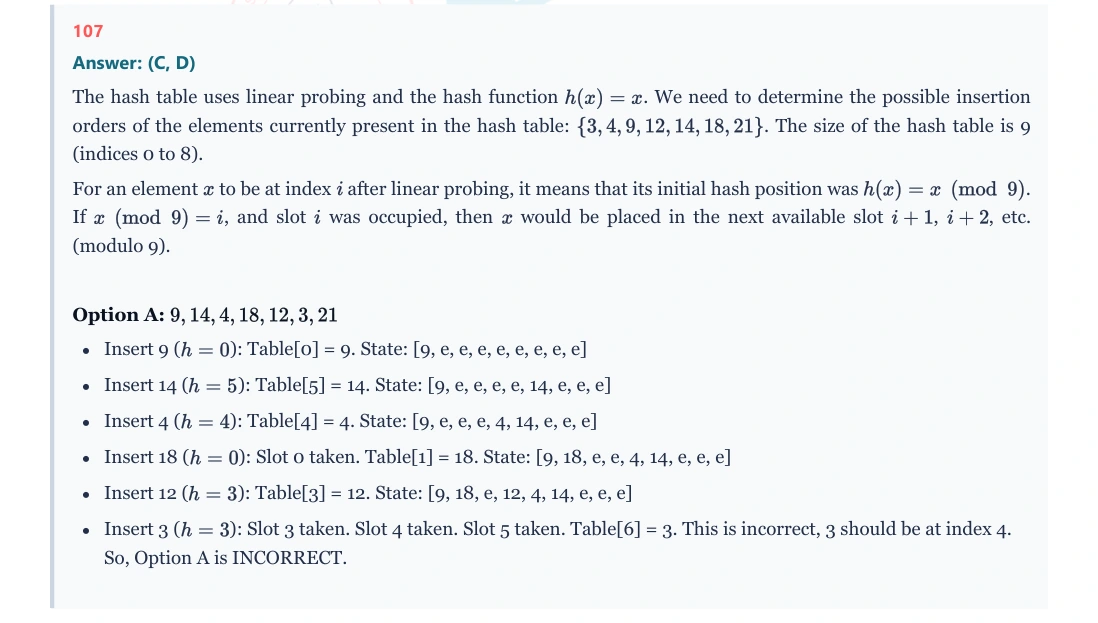 107
Answer: (C, D)
The hash table uses linear probing and the hash function h(x) = x. We need to determine the possible insertion
orders of the elements currently present in the hash table: {3, 4, 9, 12, 14, 18, 21}. The size of the hash table is 9
(indices 0 to 8).
For an element x to be at index i after linear probing, it means that its initial hash position was h(x) = x (mod 9).
If x (mod 9) = i, and slot i was occupied, then x would be placed in the next available slot i + 1, i + 2, etc.
(modulo 9).
Option A: 9, 14, 4, 18, 12, 3, 21
• Insert 9 (h = 0): Table[0] = 9. State: [9, e, e, e, e, e, e, e, e]
• Insert 14 (h = 5): Table[5] = 14. State: [9, e, e, e, e, 14, e, e, e]
• Insert 4 (h = 4): Table[4] = 4. State: [9, e, e, e, 4, 14, e, e, e]
• Insert 18 (h = 0): Slot 0 taken. Table[1] = 18. State: [9, 18, e, e, 4, 14, e, e, e]
• Insert 12 (h = 3): Table[3] = 12. State: [9, 18, e, 12, 4, 14, e, e, e]
• Insert 3 (h = 3): Slot 3 taken. Slot 4 taken. Slot 5 taken. Table[6] = 3. This is incorrect, 3 should be at index 4.
So, Option A is INCORRECT.